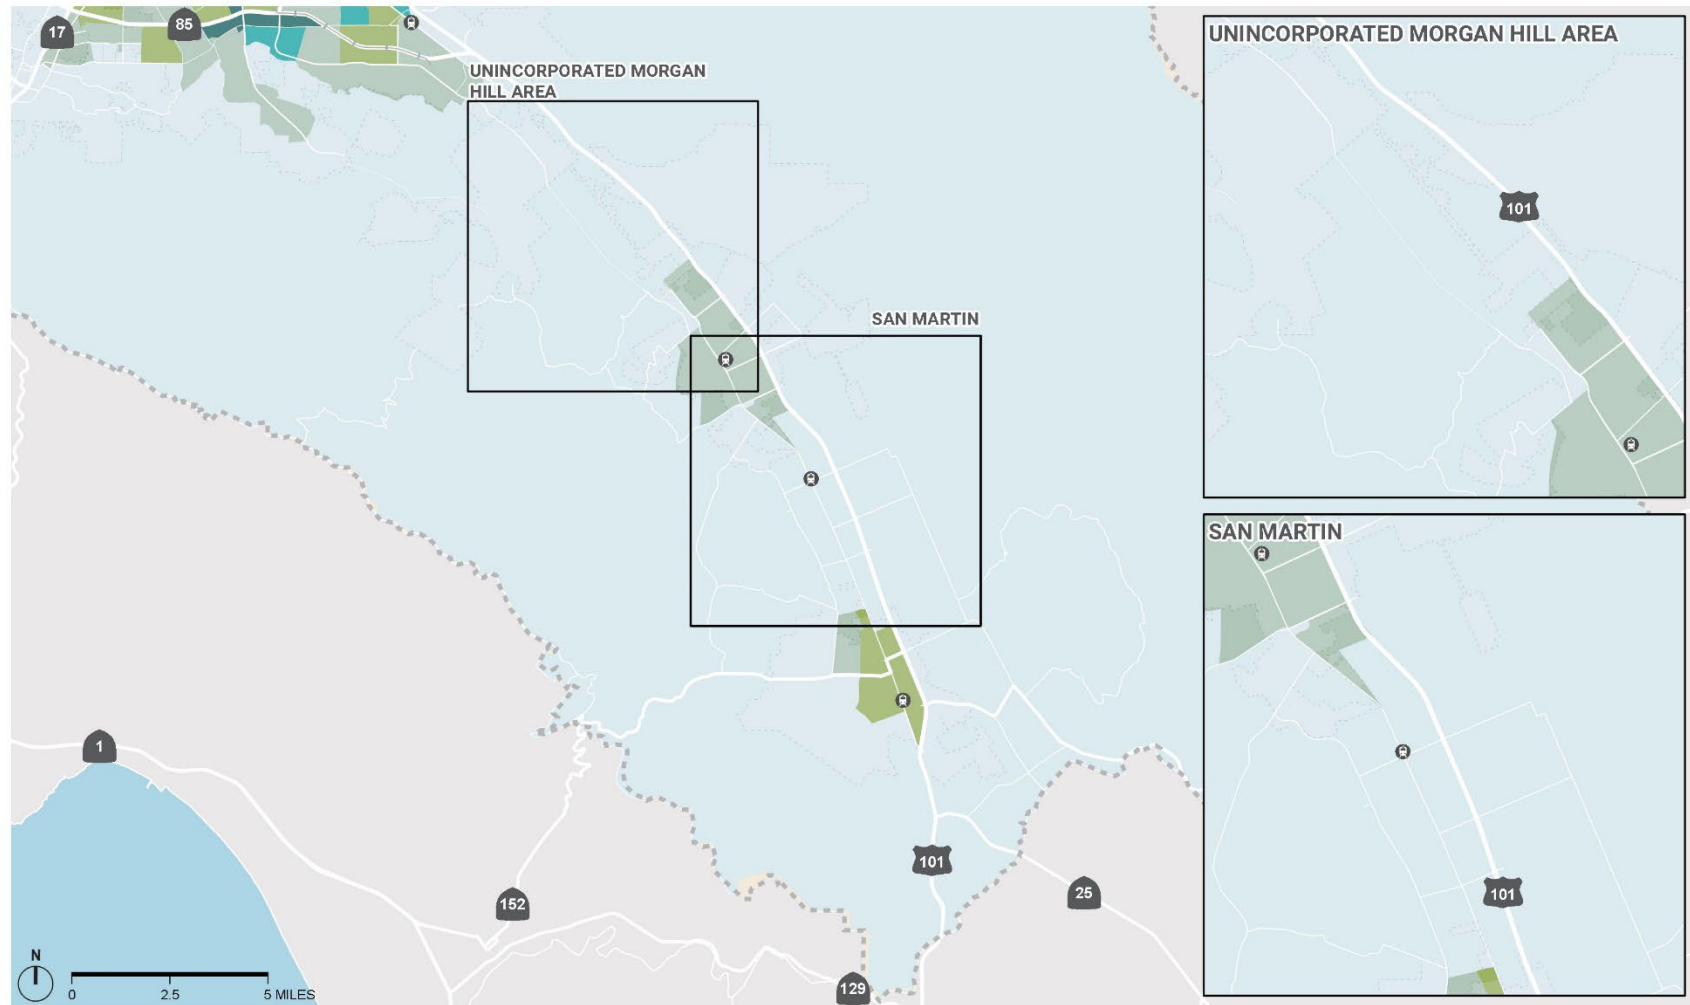 17
85
UNINCORPORATED MORGAN
HILL AREA
SAN MARTIN
1
152
101
25
129
N
0 2.5 5 MILES
UNINCORPORATED MORGAN HILL AREA
101
SAN MARTIN
101